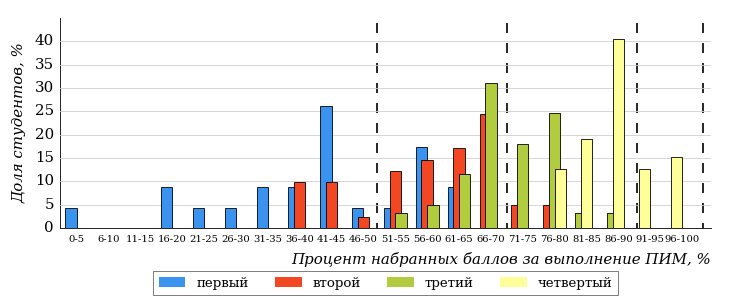 Доля студентов, %
40
35
30
25
20
15
10
5
0
0-5 6-10 11-15 16-20 21-25 26-30 31-35 36-40 41-45 46-50 51-55 56-60 61-65 66-70 71-75 76-80 81-85 86-90 91-95 96-100
Процент набранных баллов за выполнение ПИМ, %
первый второй третий четвертый